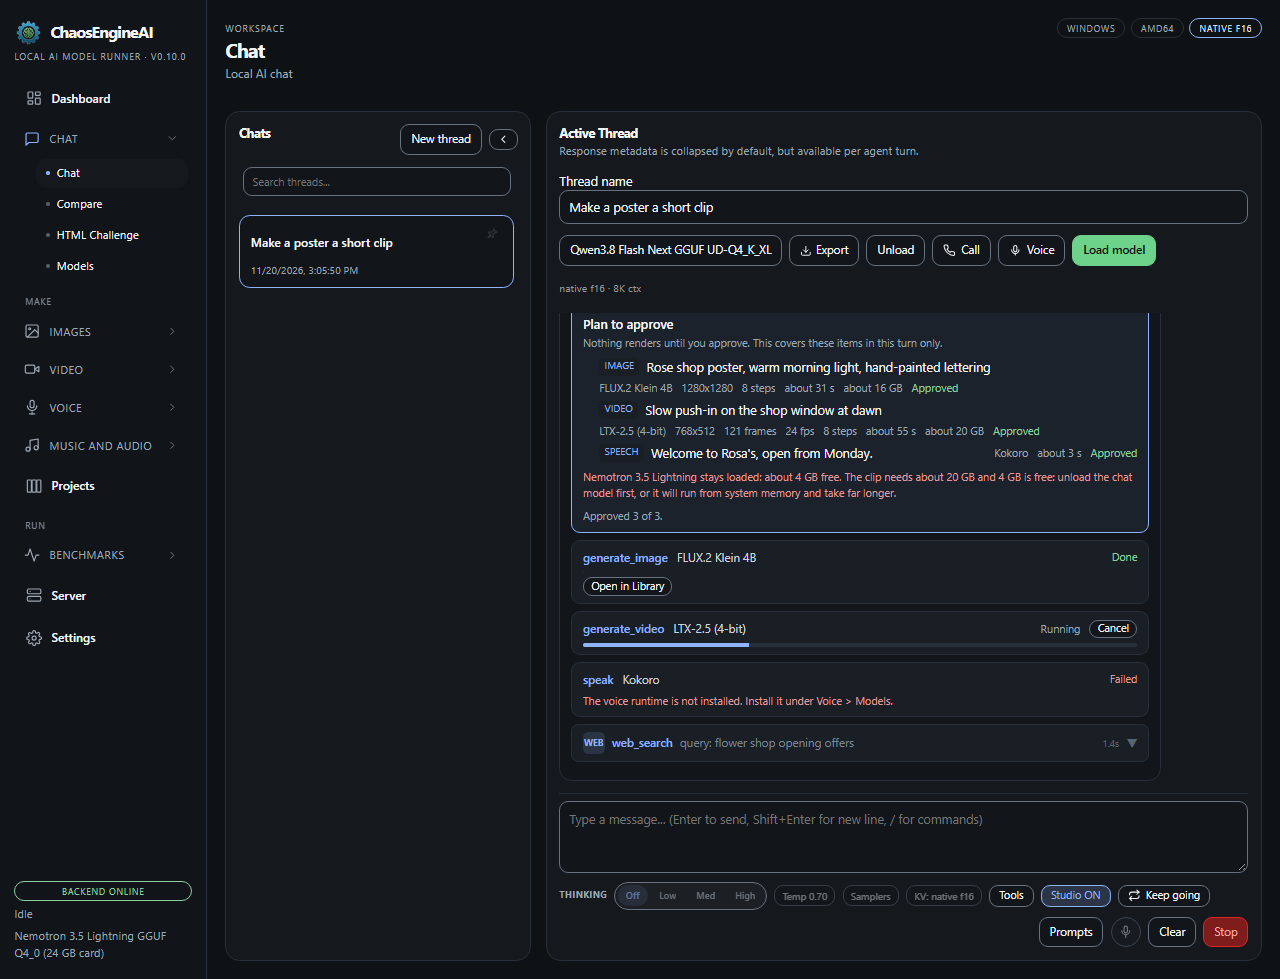 ChaosEngineAI
LOCAL AI MODEL RUNNER · V0.10.0
Dashboard
CHAT
Chat
Compare
HTML Challenge
Models
MAKE
IMAGES
VIDEO
VOICE
MUSIC AND AUDIO
Projects
RUN
BENCHMARKS
Server
Settings
BACKEND ONLINE
Idle
Nemotron 3.5 Lightning GGUF
Q4_0 (24 GB card)
WORKSPACE
Chat
Local AI chat
WINDOWS
AMD64
NATIVE F16
Chats
New thread
Search threads...
Make a poster a short clip
11/20/2026, 3:05:50 PM
Active Thread
Response metadata is collapsed by default, but available per agent turn.
Thread name
Make a poster a short clip
Qwen3.8 Flash Next GGUF UD-Q4_K_XL
Export
Unload
Call
Voice
Load model
native f16 · 8K ctx
Plan to approve
Nothing renders until you approve. This covers these items in this turn only.
IMAGE Rose shop poster, warm morning light, hand-painted lettering
FLUX.2 Klein 4B 1280x1280 8 steps about 31 s about 16 GB Approved
VIDEO Slow push-in on the shop window at dawn
LTX-2.5 (4-bit) 768x512 121 frames 24 fps 8 steps about 55 s about 20 GB Approved
SPEECH Welcome to Rosa's, open from Monday. Kokoro about 3 s Approved
Nemotron 3.5 Lightning stays loaded: about 4 GB free. The clip needs about 20 GB and 4 GB is free: unload the chat
model first, or it will run from system memory and take far longer.
Approved 3 of 3.
generate_image FLUX.2 Klein 4B Done
Open in Library
generate_video LTX-2.5 (4-bit) Running Cancel
speak Kokoro Failed
The voice runtime is not installed. Install it under Voice > Models.
WEB web_search query: flower shop opening offers 1.4s
Type a message... (Enter to send, Shift+Enter for new line, / for commands)
THINKING Off Low Med High Temp 0.70 Samplers KV: native f16 Tools Studio ON Keep going
Prompts Clear Stop